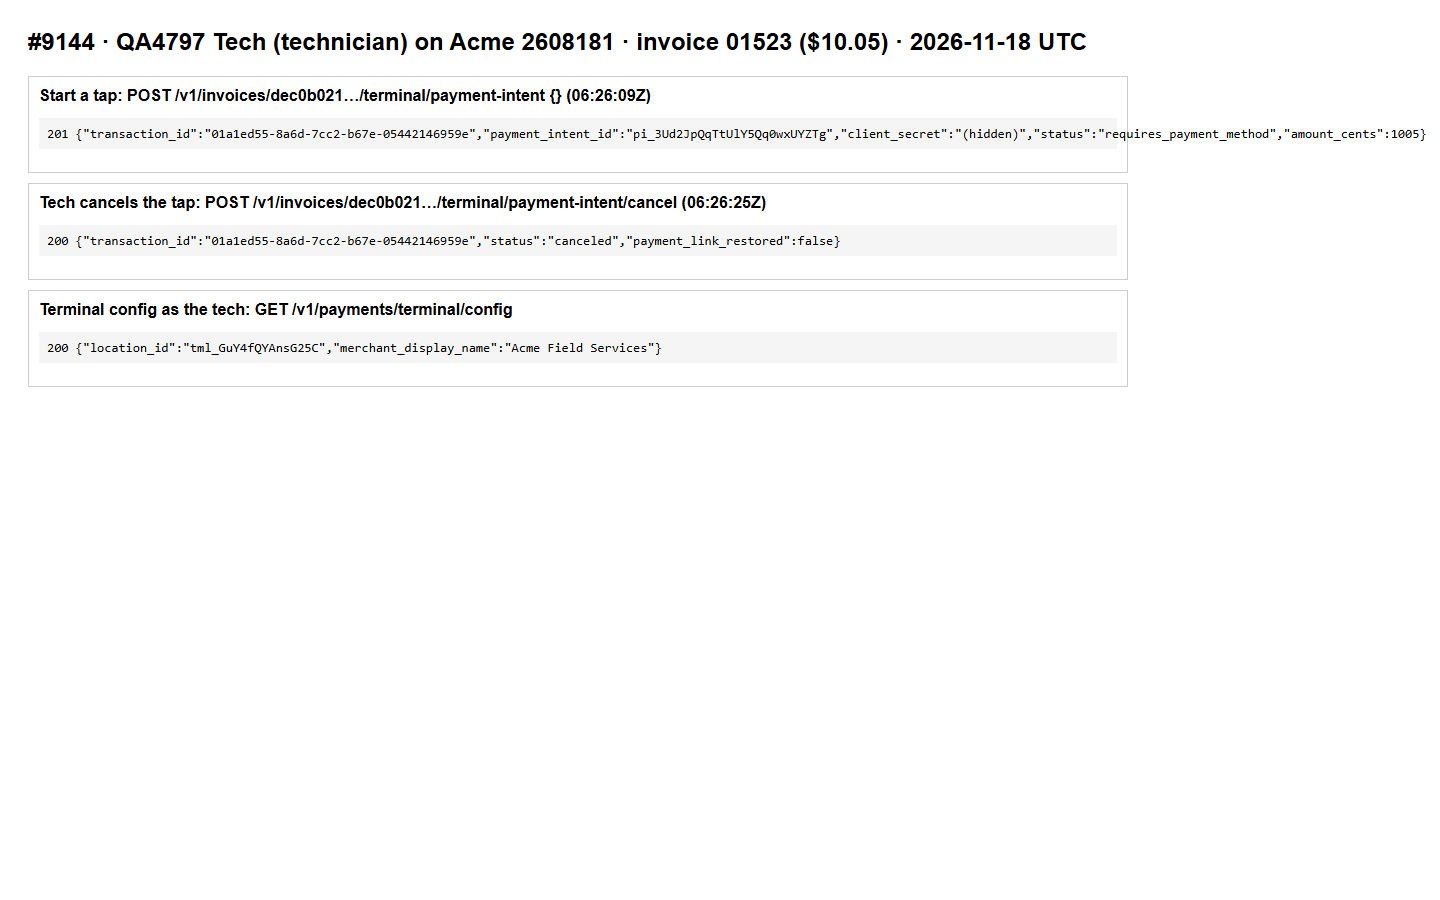 #9144 · QA4797 Tech (technician) on Acme 2608181 · invoice 01523 ($10.05) · 2026-11-18 UTC
Start a tap: POST /v1/invoices/dec0b021…/terminal/payment-intent {} (06:26:09Z)
201 {"transaction_id":"01a1ed55-8a6d-7cc2-b67e-05442146959e","payment_intent_id":"pi_3Ud2JpQqTtUlY5Qq0wxUYZTg","client_secret":"(hidden)","status":"requires_payment_method","amount_cents":1005}
Tech cancels the tap: POST /v1/invoices/dec0b021…/terminal/payment-intent/cancel (06:26:25Z)
200 {"transaction_id":"01a1ed55-8a6d-7cc2-b67e-05442146959e","status":"canceled","payment_link_restored":false}
Terminal config as the tech: GET /v1/payments/terminal/config
200 {"location_id":"tml_GuY4fQYAnsG25C","merchant_display_name":"Acme Field Services"}